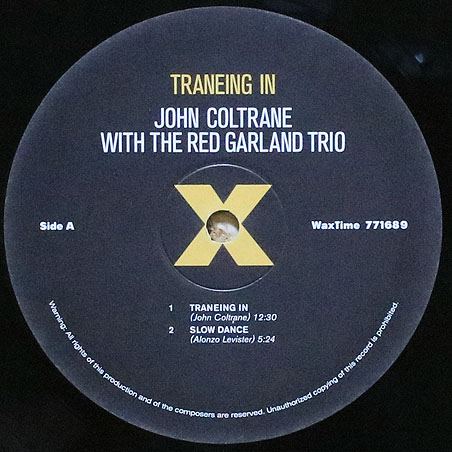 TRANEING IN
JOHN COLTRANE
WITH THE RED GARLAND TRIO
X
Side A
WaxTime 771689
1 TRANEING IN
(John Coltrane) 12:30
2 SLOW DANCE
(Alonzo Levister) 5:24
Warning: All rights of this production and of the composers are reserved. Unauthorized copying of this record is prohibited.